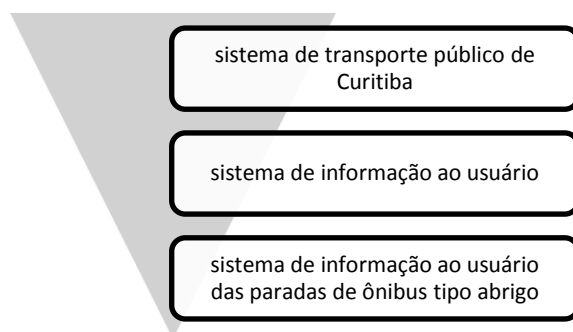 sistema de transporte público de
Curitiba
sistema de informação ao usuário
sistema de informação ao usuário
das paradas de ônibus tipo abrigo